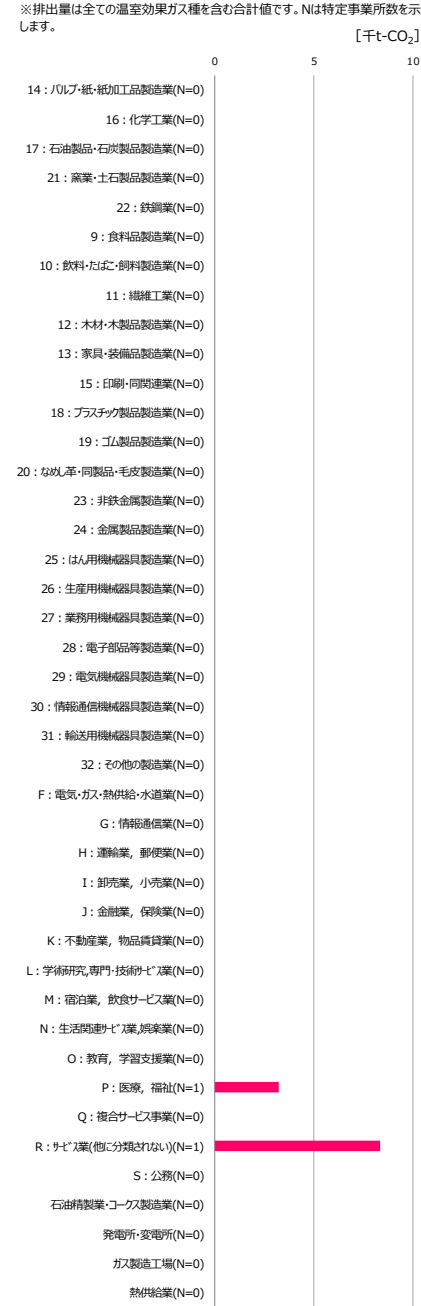 ※排出量は全ての温室効果ガス種を含む合計値です。Nは特定事業所数を示
します。
［千t-CO₂］
0 5 10
14：パルプ・紙・紙加工品製造業(N=0)
16：化学工業(N=0)
17：石油製品・石炭製品製造業(N=0)
21：窯業・土石製品製造業(N=0)
22：鉄鋼業(N=0)
9：食料品製造業(N=0)
10：飲料・たばこ・飼料製造業(N=0)
11：繊維工業(N=0)
12：木材・木製品製造業(N=0)
13：家具・装備品製造業(N=0)
15：印刷・同関連業(N=0)
18：プラスチック製品製造業(N=0)
19：ゴム製品製造業(N=0)
20：なめし革・同製品・毛皮製造業(N=0)
23：非鉄金属製造業(N=0)
24：金属製品製造業(N=0)
25：はん用機械器具製造業(N=0)
26：生産用機械器具製造業(N=0)
27：業務用機械器具製造業(N=0)
28：電子部品等製造業(N=0)
29：電気機械器具製造業(N=0)
30：情報通信機械器具製造業(N=0)
31：輸送用機械器具製造業(N=0)
32：その他の製造業(N=0)
F：電気・ガス・熱供給・水道業(N=0)
G：情報通信業(N=0)
H：運輸業，郵便業(N=0)
I：卸売業，小売業(N=0)
J：金融業，保険業(N=0)
K：不動産業，物品賃貸業(N=0)
L：学術研究,専門・技術ｻｰﾋﾞｽ業(N=0)
M：宿泊業，飲食サービス業(N=0)
N：生活関連ｻｰﾋﾞｽ業,娯楽業(N=0)
O：教育，学習支援業(N=0)
P：医療，福祉(N=1)
Q：複合サービス事業(N=0)
R：ｻｰﾋﾞｽ業(他に分類されない)(N=1)
S：公務(N=0)
石油精製業・コークス製造業(N=0)
発電所・変電所(N=0)
ガス製造工場(N=0)
熱供給業(N=0)